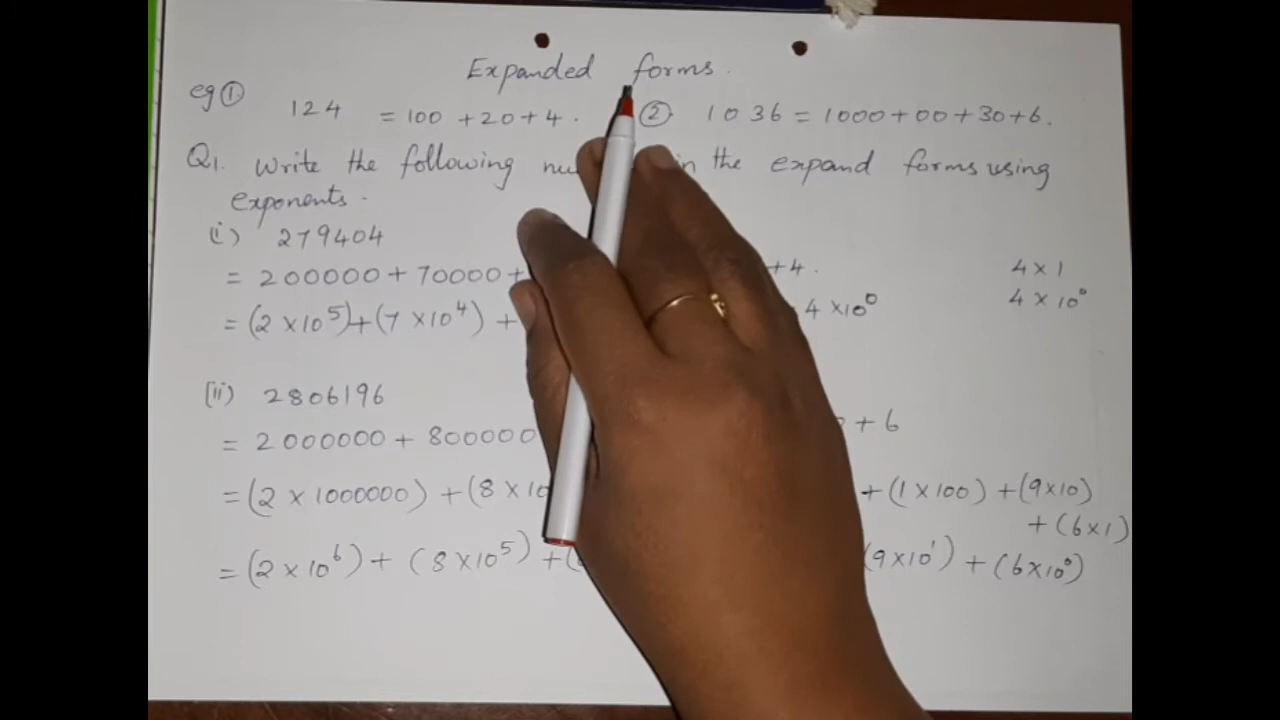 Expanded forms.
eg ①. 124 = 100 + 20 + 4. ②. 1036 = 1000 + 00 + 30 + 6.
Q1. Write the following in the expand forms using
exponents.
(i) 279404
= 200000 + 70000 + + 4. 4 × 1
= (2 × 10⁵) + (7 × 10⁴) + 4 × 10⁰ 4 × 10⁰
(ii) 2806196
= 2000000 + 800000 + 6
= (2 × 1000000) + (8 × 10 + (1 × 100) + (9 × 10)
+ (6 × 1)
= (2 × 10⁶) + (8 × 10⁵) + ( (9 × 10¹) + (6 × 10⁰)